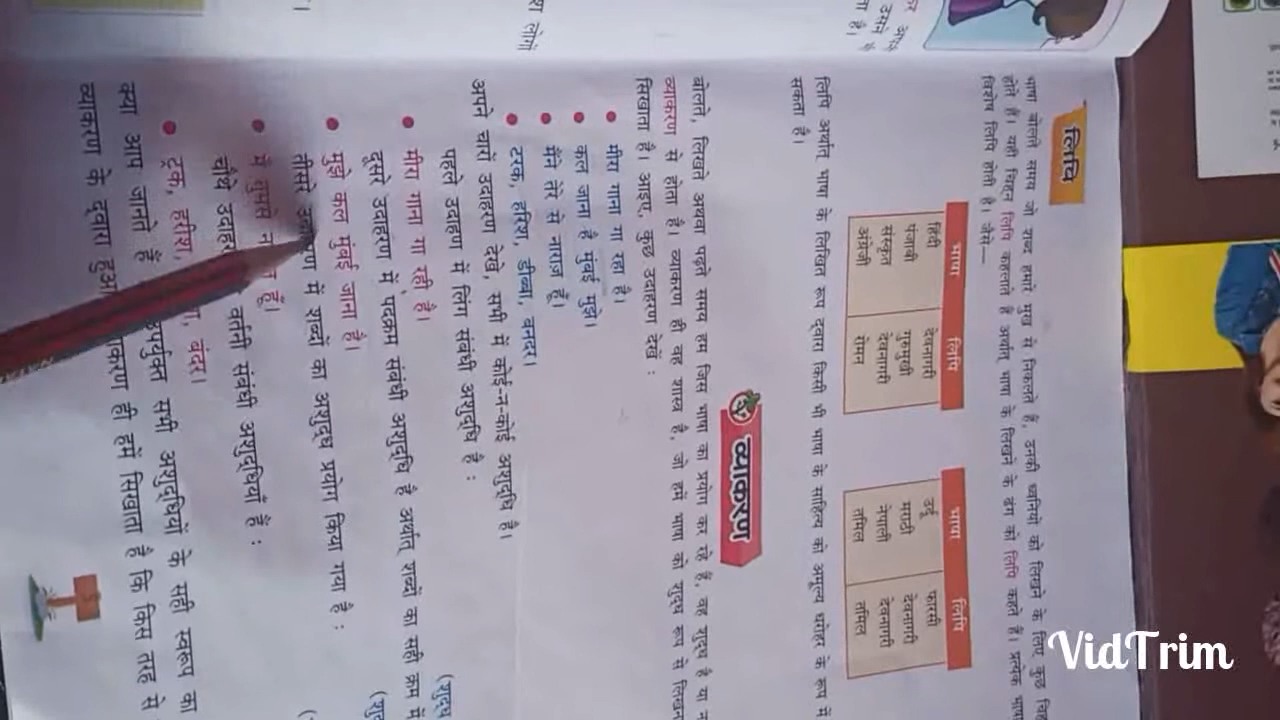 लिपि
भाषा बोलते समय जो शब्द हमारे मुख से निकलते हैं, उनकी ध्वनियों को लिखने के लिए कुछ
होते हैं। यही चिह्न लिपि कहलाते हैं अर्थात् भाषा के लिखने के ढंग को लिपि कहते हैं। प्रत्येक भाषा
विशेष लिपि होती है। जैसे—
भाषा लिपि
हिंदी देवनागरी
पंजाबी गुरुमुखी
संस्कृत देवनागरी
अंग्रेज़ी रोमन
भाषा लिपि
उर्दू फारसी
मराठी देवनागरी
नेपाली देवनागरी
तमिल तमिल
लिपि अर्थात् भाषा के लिखित रूप द्वारा किसी भी भाषा के साहित्य को अमूल्य धरोहर के रूप में
सकता है।
व्याकरण
बोलते, लिखते अथवा पढ़ते समय हम जिस भाषा का प्रयोग कर रहे हैं, वह शुद्ध है या न
व्याकरण से होता है। व्याकरण ही वह शास्त्र है, जो हमें भाषा को शुद्ध रूप से लिखन
सिखाता है। आइए, कुछ उदाहरण देखें :
• मीरा गाना गा रहा है।
• कल जाना है मुंबई मुझे।
• मैंने तेरे से नाराज हूँ।
• टरक, हरिश, डीब्बा, बनदर।
अपने चारों उदाहरण देखे, सभी में कोई-न-कोई अशुद्धि है।
पहले उदाहरण में लिंग संबंधी अशुद्धि है :
• मीरा गाना गा रही है।
दूसरे उदाहरण में पदक्रम संबंधी अशुद्धि है अर्थात् शब्दों का सही क्रम में
• मुझे कल मुंबई जाना है।
तीसरे में शब्दों का अशुद्ध प्रयोग किया गया है :
• मैं तुमसे हूँ।
चौथे वर्तनी संबंधी अशुद्धियाँ हैं :
• ट्रक, हरीश, बंदर।
क्या आप जानते हैं उपर्युक्त सभी अशुद्धियों के सही स्वरूप का
व्याकरण के द्वारा हुआ ही हमें सिखाता है कि किस तरह से
(शुद्ध
VidTrim